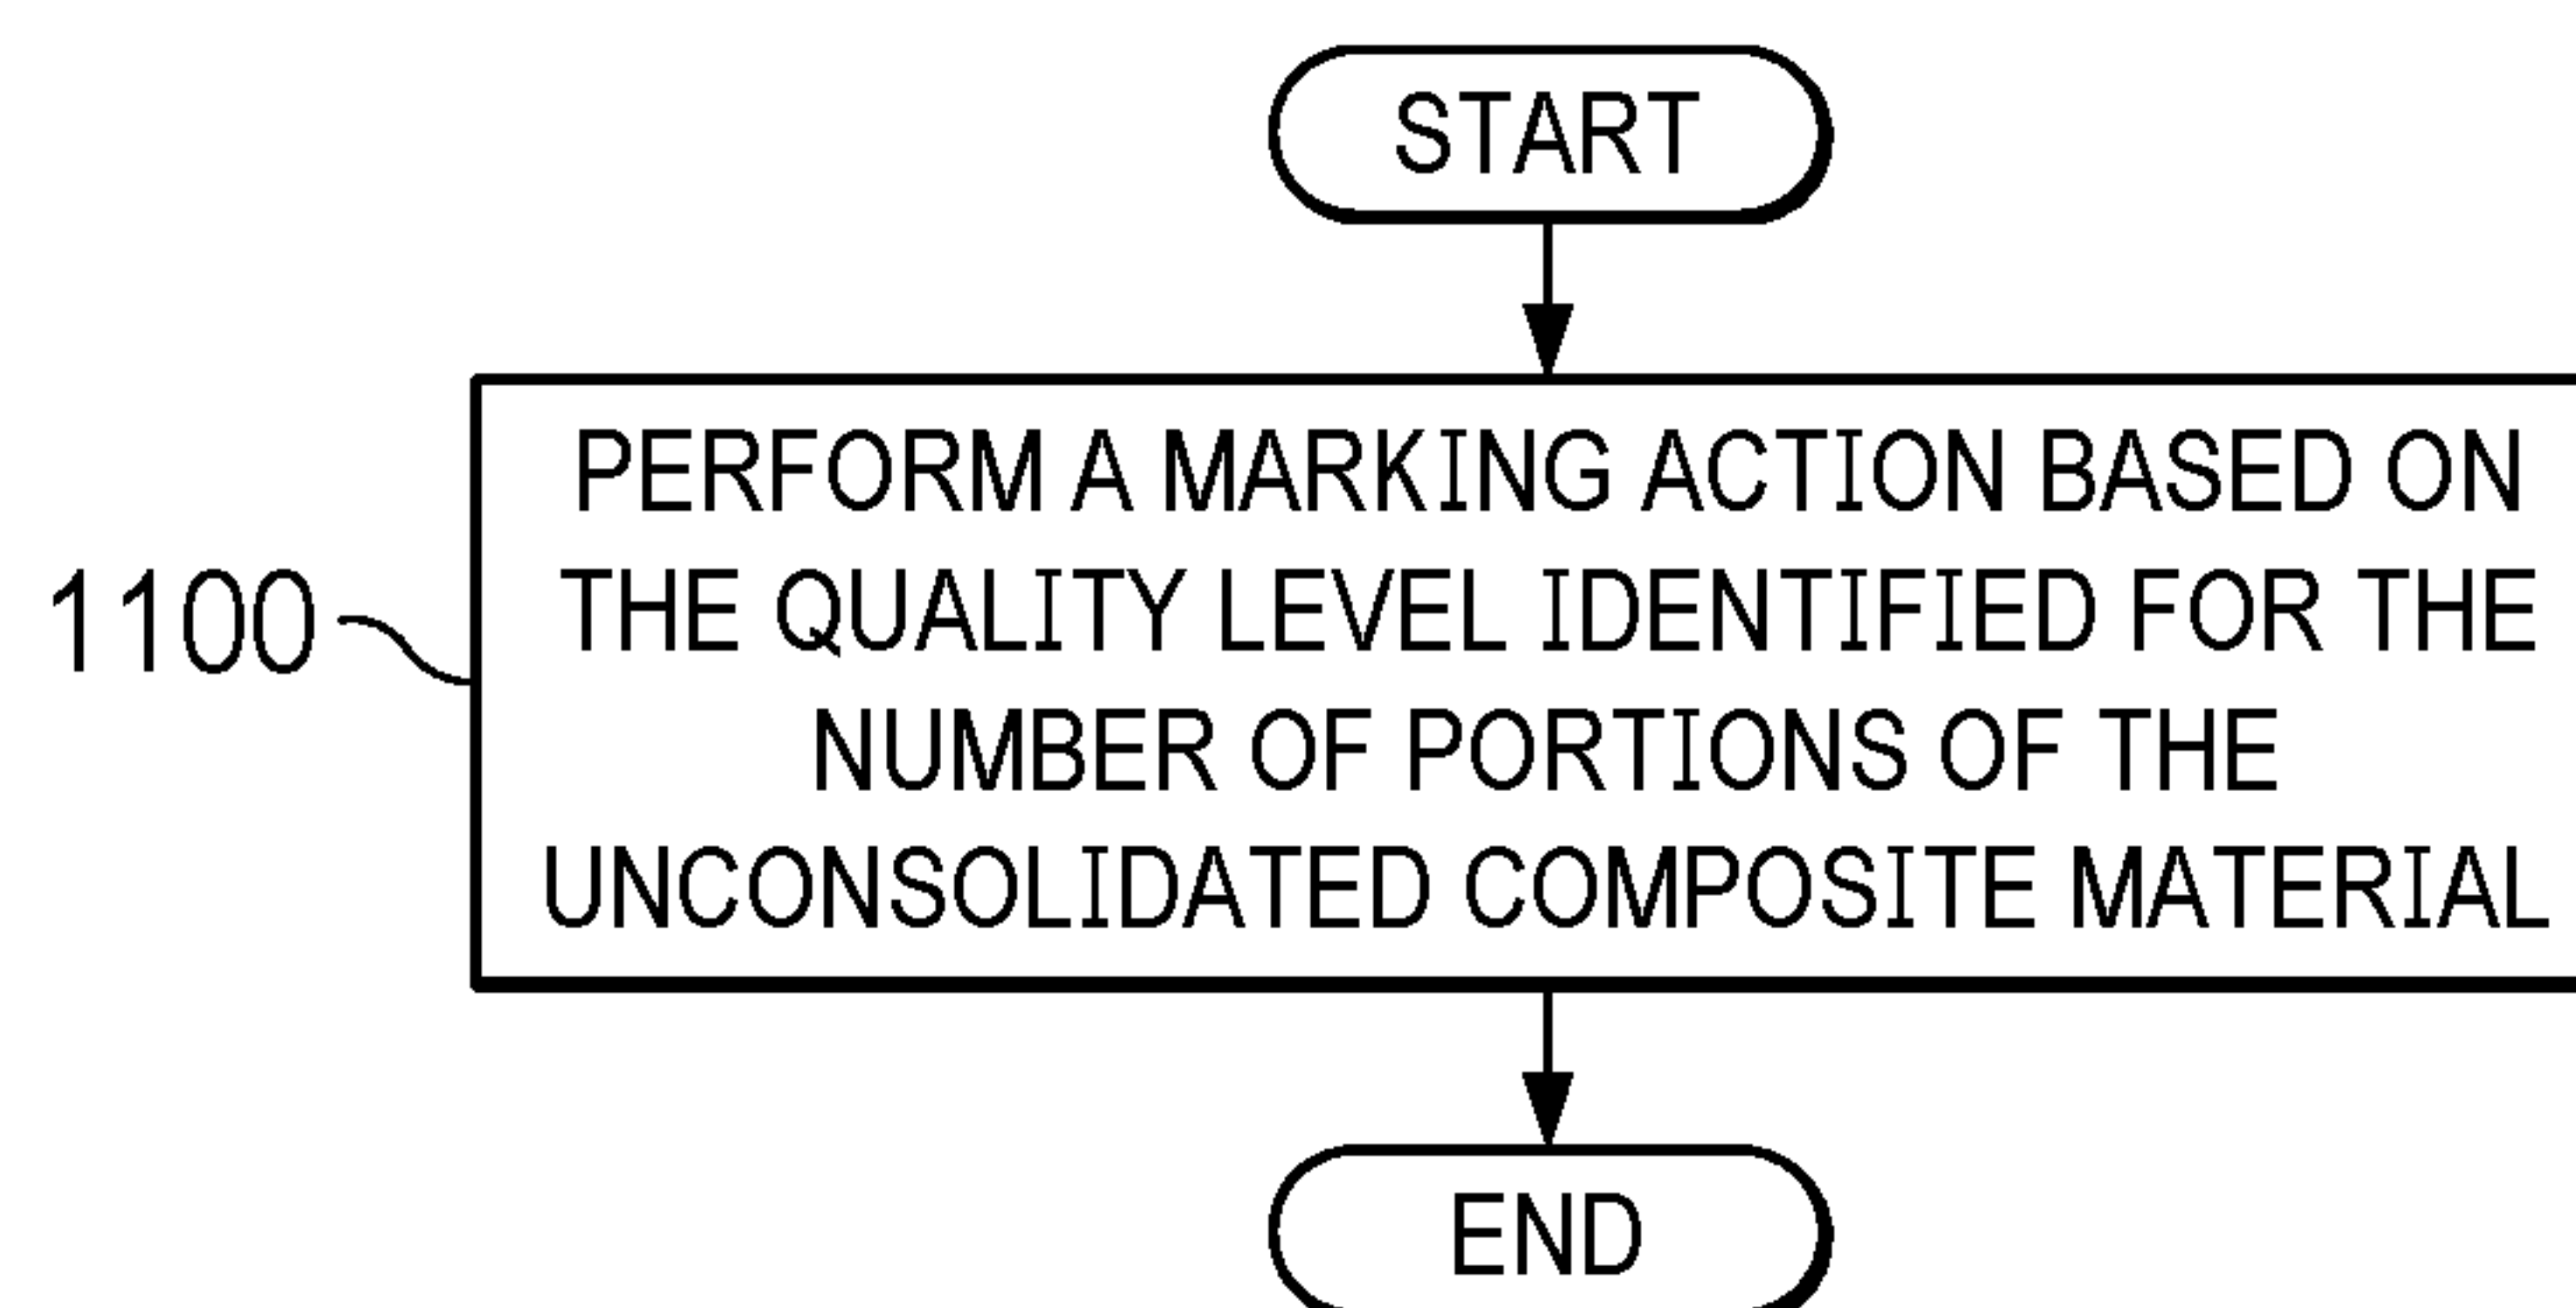 START
PERFORM A MARKING ACTION BASED ON
THE QUALITY LEVEL IDENTIFIED FOR THE
1100
NUMBER OF PORTIONS OF THE
UNCONSOLIDATED COMPOSITE MATERIAL
END